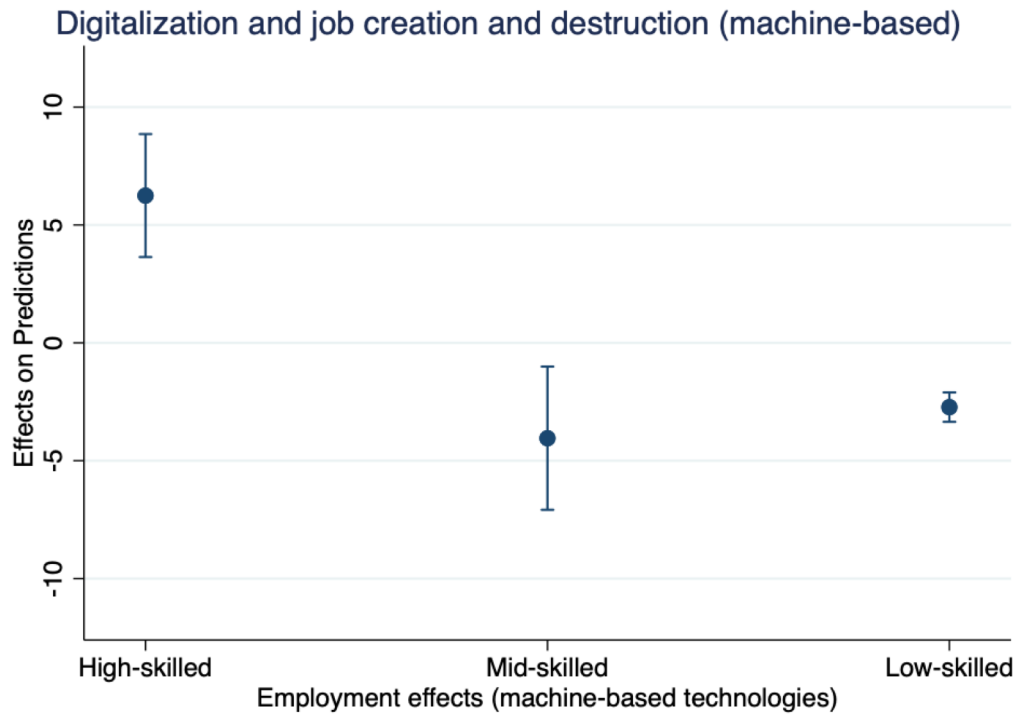 Digitalization and job creation and destruction (machine-based)
Effects on Predictions
10
5
0
-5
-10
High-skilled Mid-skilled Low-skilled
Employment effects (machine-based technologies)